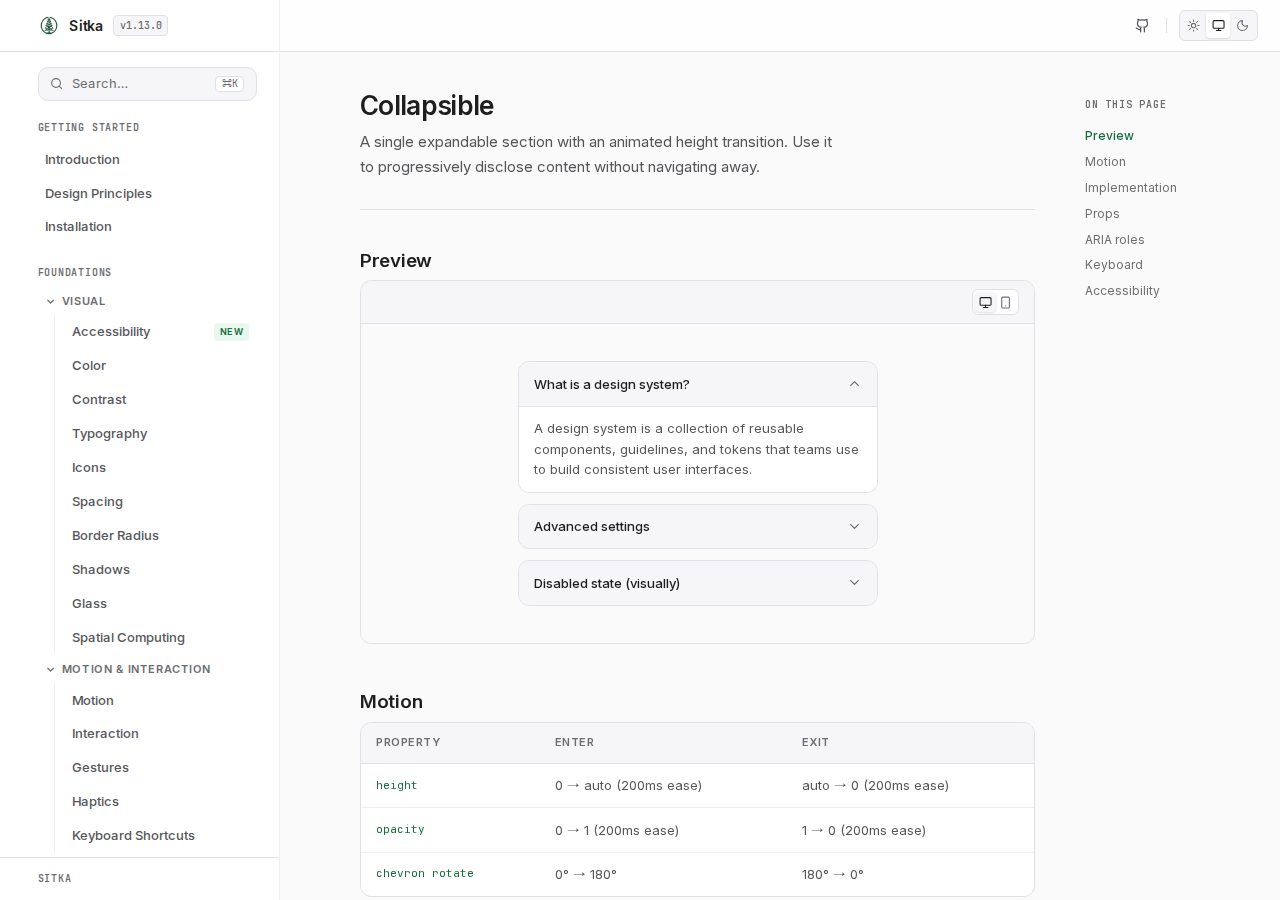 Sitka v1.13.0
Search... ⌘K
GETTING STARTED
Introduction
Design Principles
Installation
FOUNDATIONS
VISUAL
Accessibility NEW
Color
Contrast
Typography
Icons
Spacing
Border Radius
Shadows
Glass
Spatial Computing
MOTION & INTERACTION
Motion
Interaction
Gestures
Haptics
Keyboard Shortcuts
SITKA
Collapsible
A single expandable section with an animated height transition. Use it
to progressively disclose content without navigating away.
Preview
What is a design system?
A design system is a collection of reusable
components, guidelines, and tokens that teams use
to build consistent user interfaces.
Advanced settings
Disabled state (visually)
Motion
PROPERTY ENTER EXIT
height 0 → auto (200ms ease) auto → 0 (200ms ease)
opacity 0 → 1 (200ms ease) 1 → 0 (200ms ease)
chevron rotate 0° → 180° 180° → 0°
ON THIS PAGE
Preview
Motion
Implementation
Props
ARIA roles
Keyboard
Accessibility